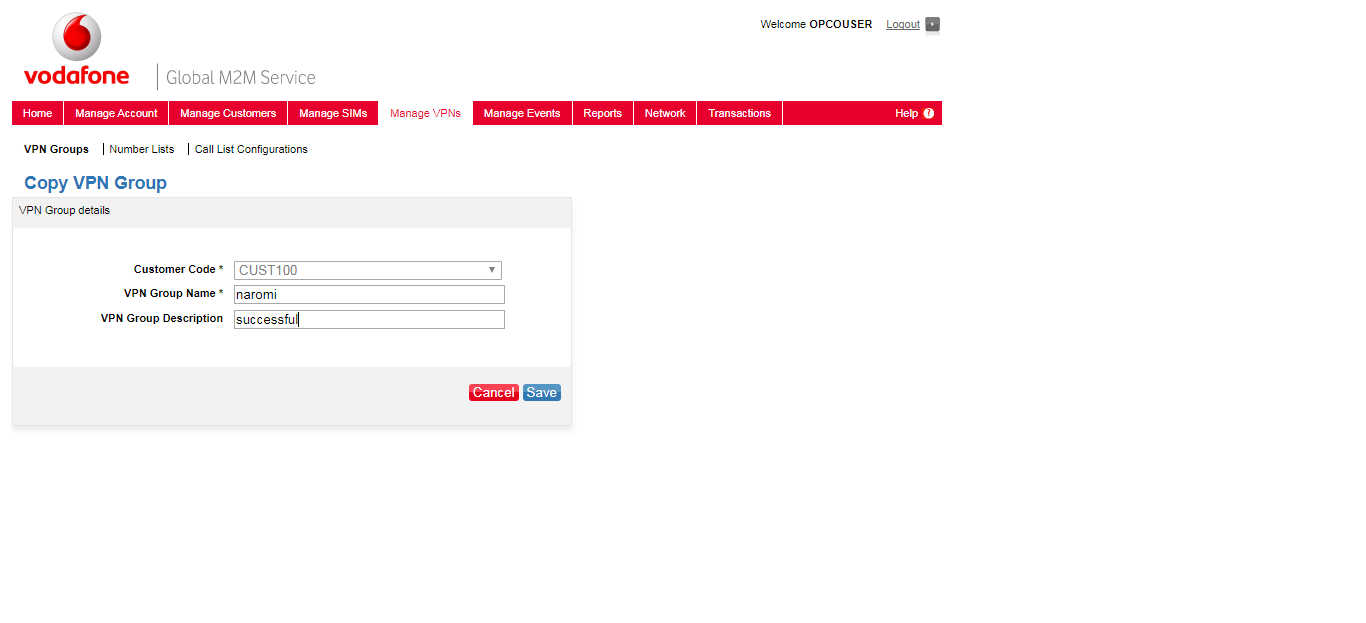 Welcome OPCOUSER Logout
vodafone Global M2M Service
Home Manage Account Manage Customers Manage SIMs Manage VPNs Manage Events Reports Network Transactions Help ?
VPN Groups Number Lists Call List Configurations
Copy VPN Group
VPN Group details
Customer Code * CUST100
VPN Group Name * naromi
VPN Group Description successful
Cancel Save